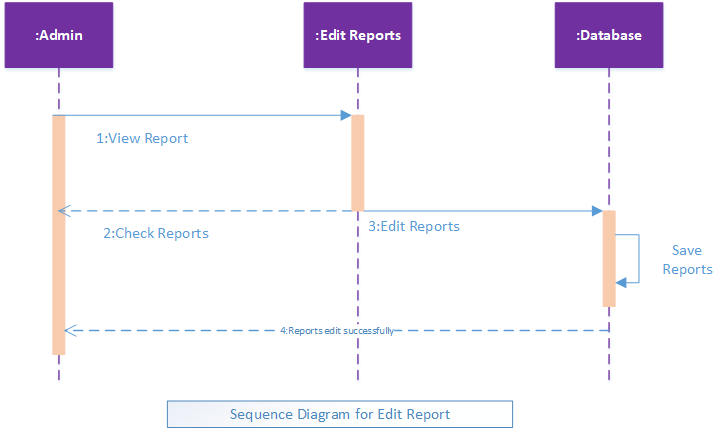 :Admin
:Edit Reports
:Database
1:View Report
2:Check Reports
3:Edit Reports
Save
Reports
4:Reports edit successfully
Sequence Diagram for Edit Report